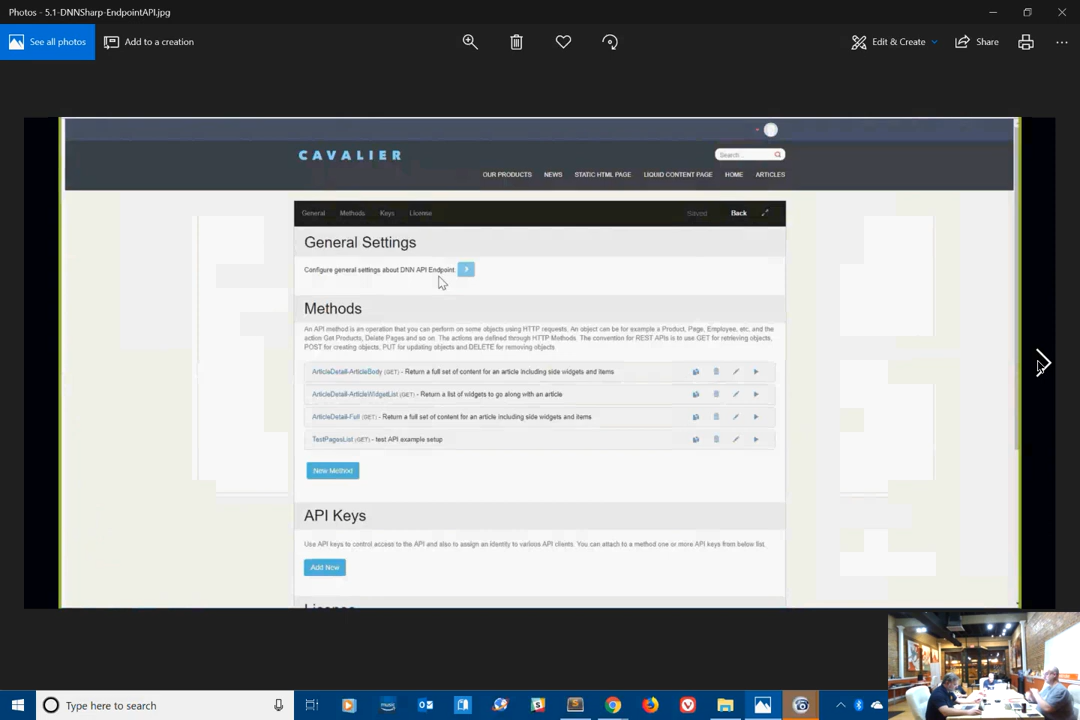 Photos - 5.1-DNNSharp-EndpointAPI.jpg
See all photos
Add to a creation
Edit & Create
Share
CAVALIER
Search
OUR PRODUCTS NEWS STATIC HTML PAGE LIQUID CONTENT PAGE HOME ARTICLES
General Methods Keys License Saved Back
General Settings
Configure general settings about DNN API Endpoint
Methods
An API method is an operation that you can perform on some objects using HTTP requests. An object can be for example a Product, Page, Employee, etc, and the
action Get Products, Delete Pages and so on. The actions are defined through HTTP Methods. The convention for REST APIs is to use GET for retrieving objects,
POST for creating objects, PUT for updating objects and DELETE for removing objects
ArticleDetail-ArticleBody (GET) - Return a full set of content for an article including side widgets and items
ArticleDetail-ArticleWidgetList (GET) - Return a list of widgets to go along with an article
ArticleDetail-Full (GET) - Return a full set of content for an article including side widgets and items
TestPagesList (GET) - test API example setup
New Method
API Keys
Use API keys to control access to the API and also to assign an identity to various API clients. You can attach to a method one or more API keys from below list.
Add New
License
Type here to search